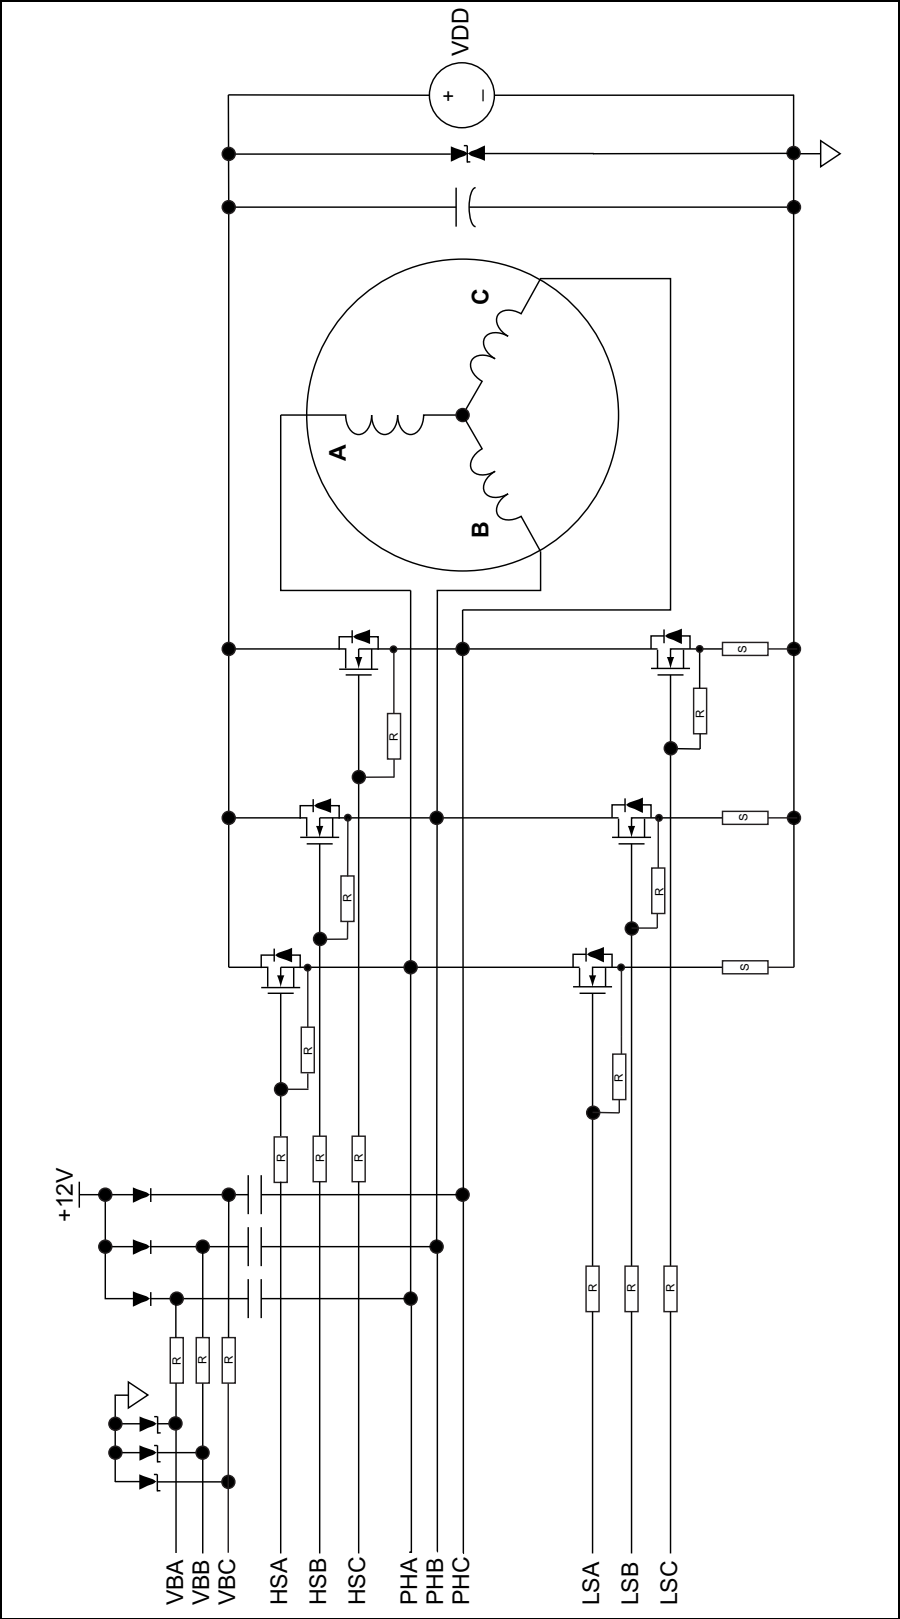 +12V
VBA R
VBB R
VBC R
HSA R R
HSB R R
A
HSC R R
PHA
PHB
+ VDD
PHC
B C
−
LSA R R
LSB R R
LSC R R
S S S